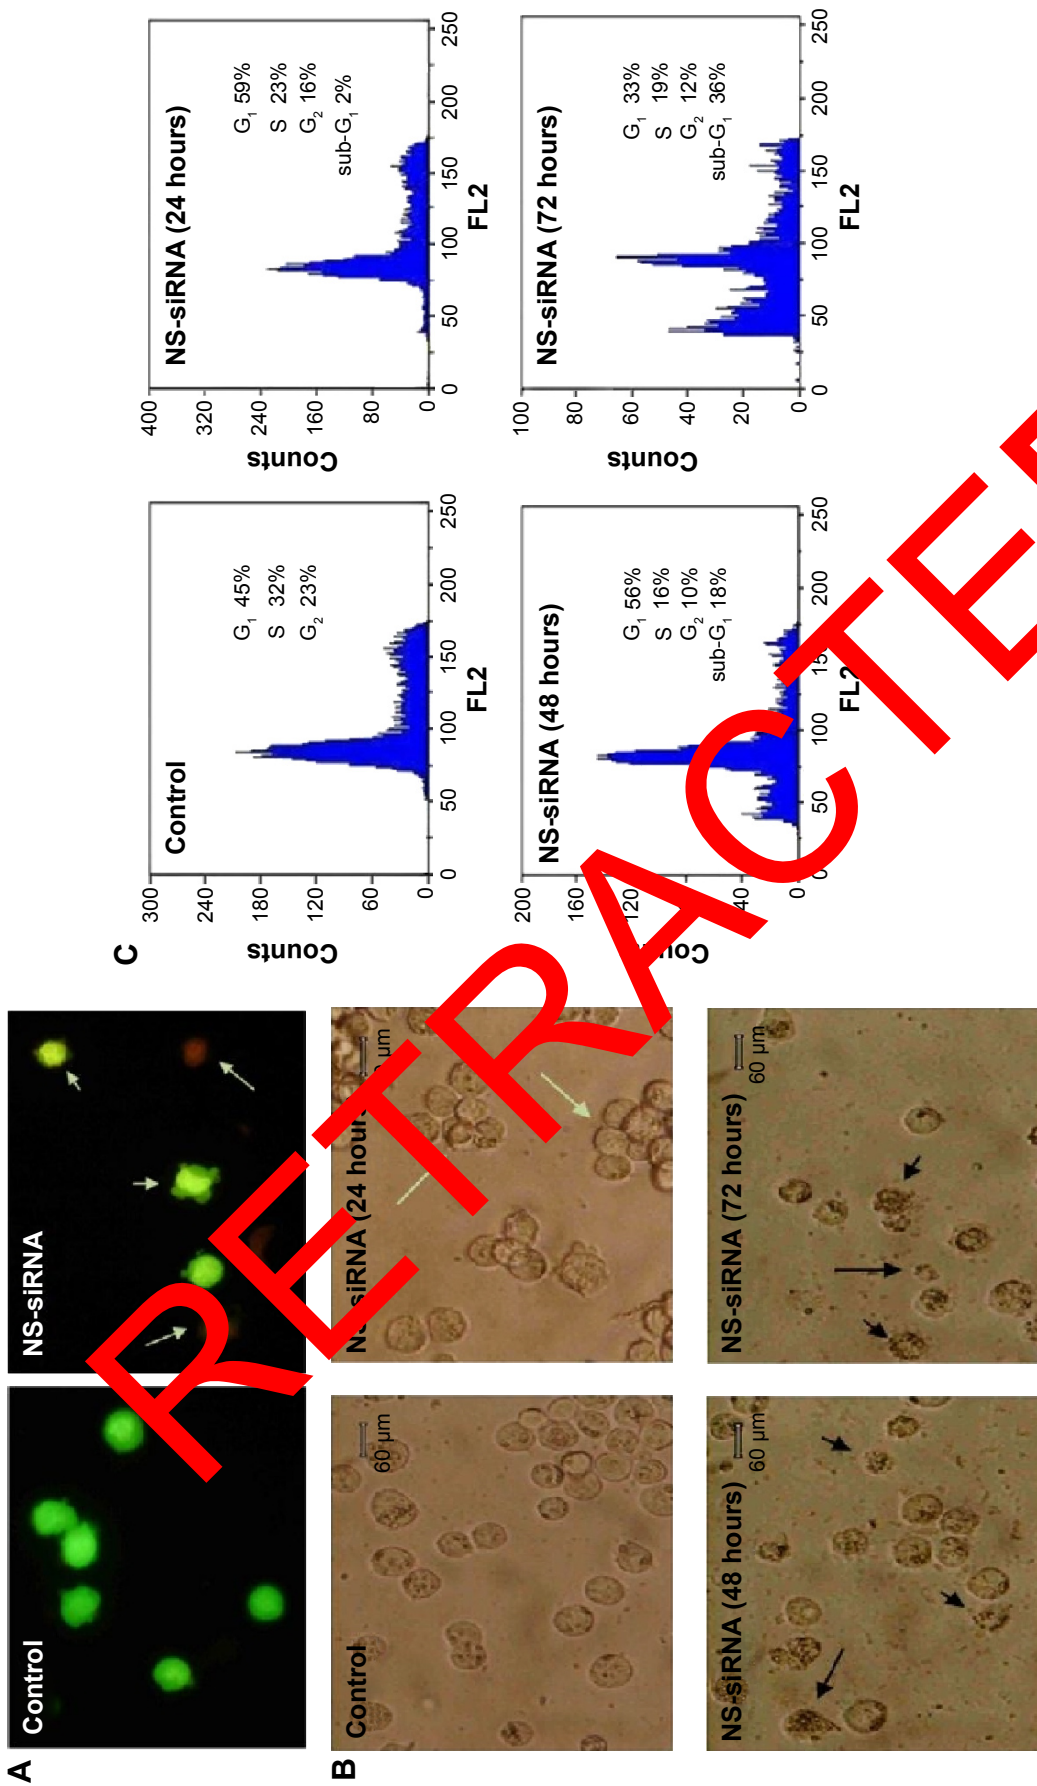 A
Control
NS-siRNA
B
Control
60 µm
NS-siRNA (24 hours)
µm
NS-siRNA (48 hours)
60 µm
NS-siRNA (72 hours)
60 µm
C
Control
G₁ 45%
S 32%
G₂ 23%
Counts
300
240
180
120
60
0
0 50 100 150 200 250
FL2
NS-siRNA (24 hours)
G₁ 59%
S 23%
G₂ 16%
sub-G₁ 2%
Counts
400
320
240
160
80
0
0 50 100 150 200 250
FL2
NS-siRNA (48 hours)
G₁ 56%
S 16%
G₂ 10%
sub-G₁ 18%
Counts
200
160
120
40
0
0 50 100 150 200 250
FL2
NS-siRNA (72 hours)
G₁ 33%
S 19%
G₂ 12%
sub-G₁ 36%
Counts
100
80
60
40
20
0
0 50 100 150 200 250
FL2
RETRACTE